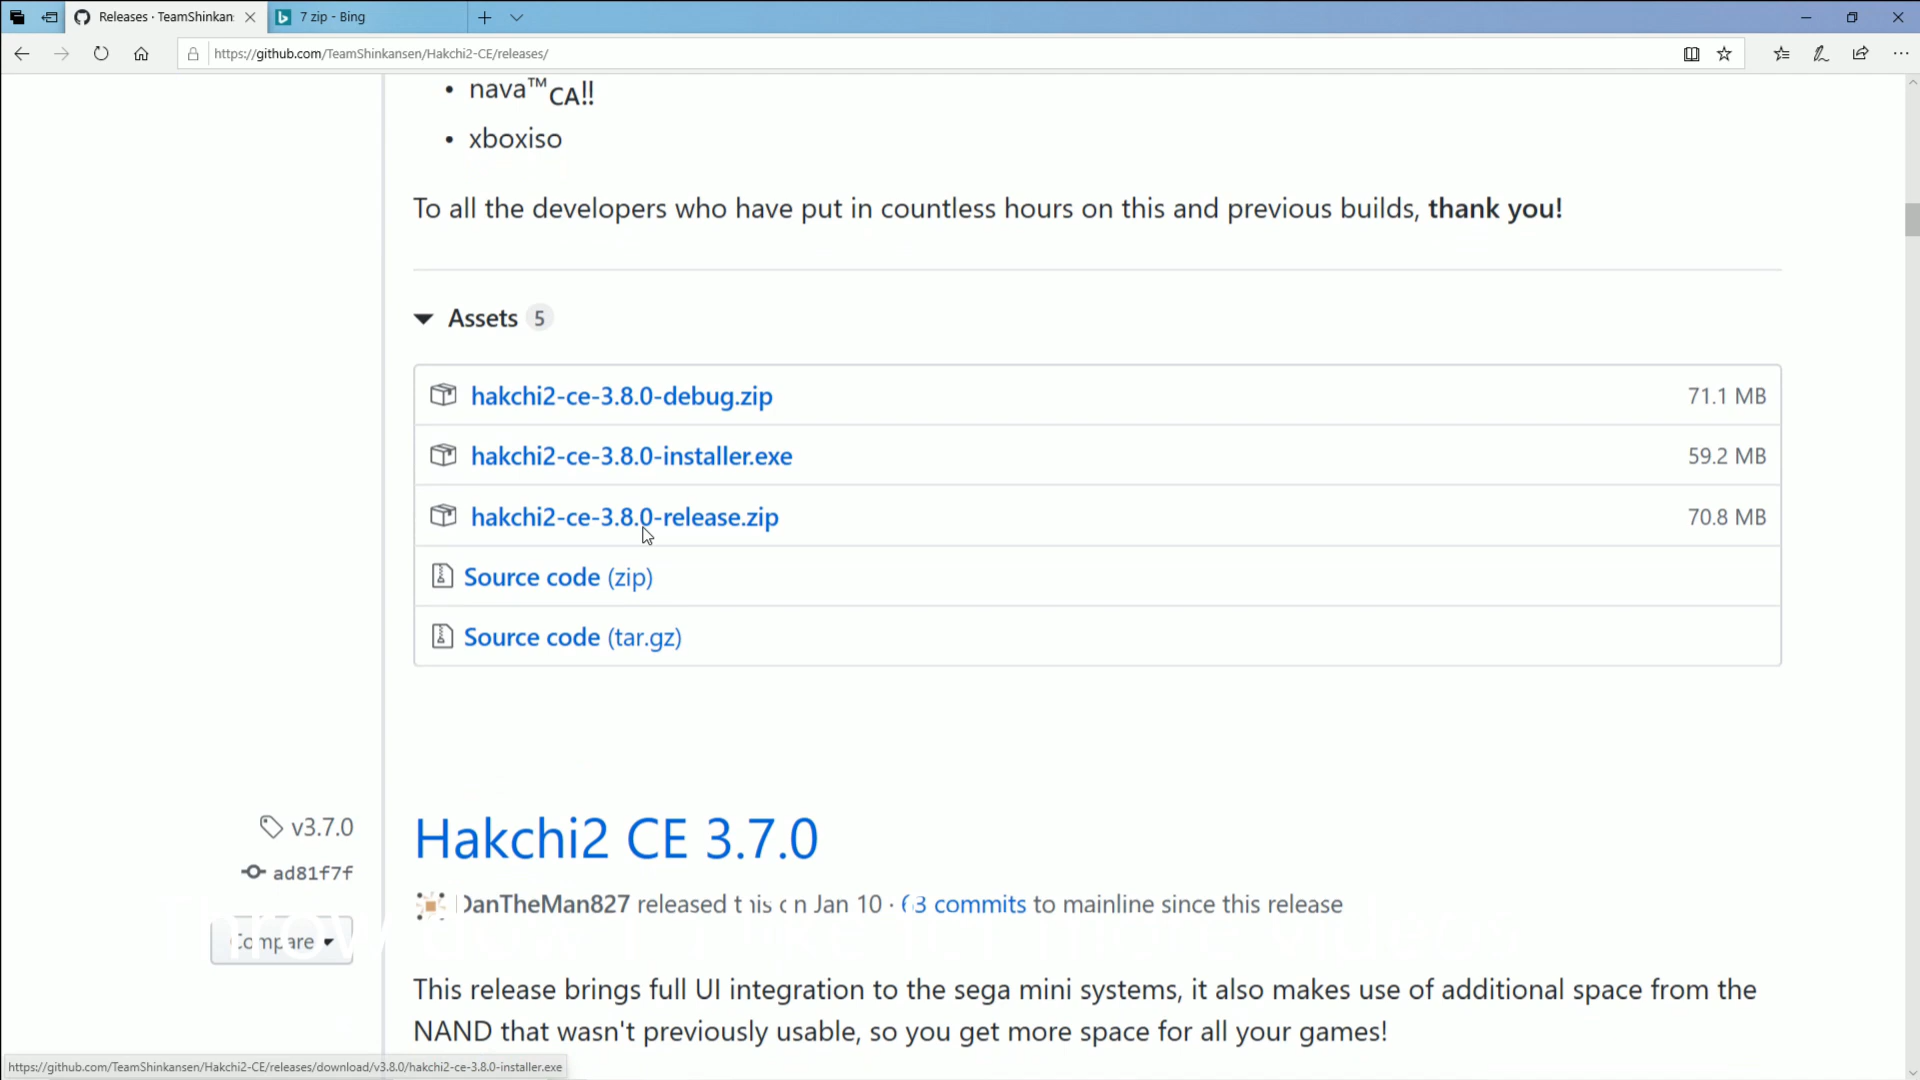 Releases · TeamShinkan
7 zip - Bing
https://github.com/TeamShinkansen/Hakchi2-CE/releases/
• nava™CA!!
• xboxiso
To all the developers who have put in countless hours on this and previous builds, thank you!
Assets 5
hakchi2-ce-3.8.0-debug.zip 71.1 MB
hakchi2-ce-3.8.0-installer.exe 59.2 MB
hakchi2-ce-3.8.0-release.zip 70.8 MB
Source code (zip)
Source code (tar.gz)
v3.7.0
ad81f7f
Compare
Hakchi2 CE 3.7.0
DanTheMan827 released this on Jan 10 · 63 commits to mainline since this release
This release brings full UI integration to the sega mini systems, it also makes use of additional space from the
NAND that wasn't previously usable, so you get more space for all your games!
https://github.com/TeamShinkansen/Hakchi2-CE/releases/download/v3.8.0/hakchi2-ce-3.8.0-installer.exe